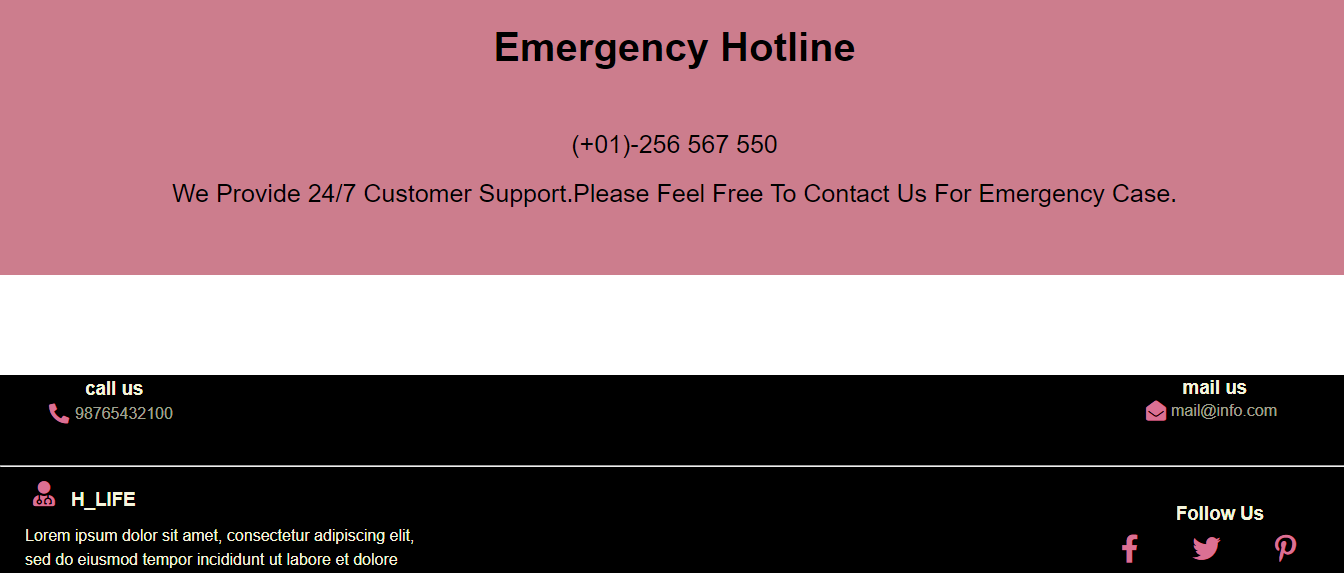 Emergency Hotline
(+01)-256 567 550
We Provide 24/7 Customer Support.Please Feel Free To Contact Us For Emergency Case.
call us
98765432100
mail us
mail@info.com
H_LIFE
Lorem ipsum dolor sit amet, consectetur adipiscing elit,
sed do eiusmod tempor incididunt ut labore et dolore
Follow Us